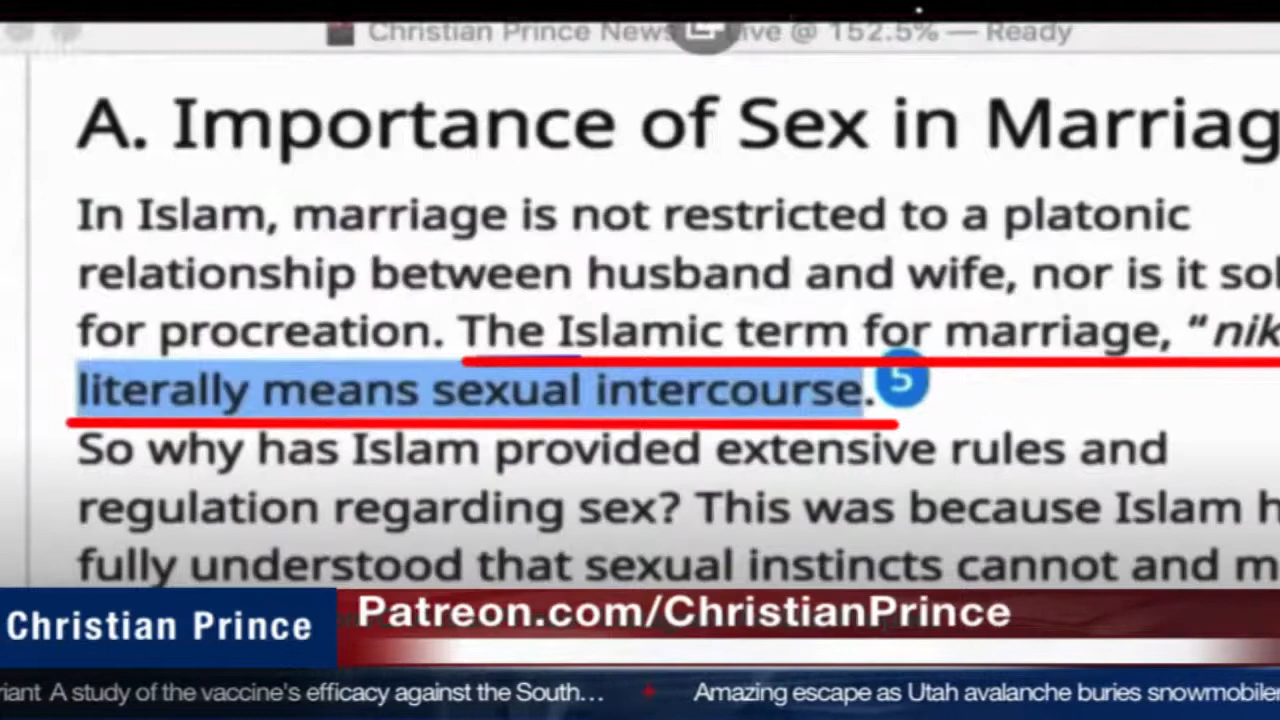 Christian Prince News Live @ 152.5% — Ready
A. Importance of Sex in Marriag
In Islam, marriage is not restricted to a platonic
relationship between husband and wife, nor is it sol
for procreation. The Islamic term for marriage, “nik
literally means sexual intercourse.5
So why has Islam provided extensive rules and
regulation regarding sex? This was because Islam h
fully understood that sexual instincts cannot and m
Christian Prince
Patreon.com/ChristianPrince
riant A study of the vaccine's efficacy against the South... Amazing escape as Utah avalanche buries snowmobiler